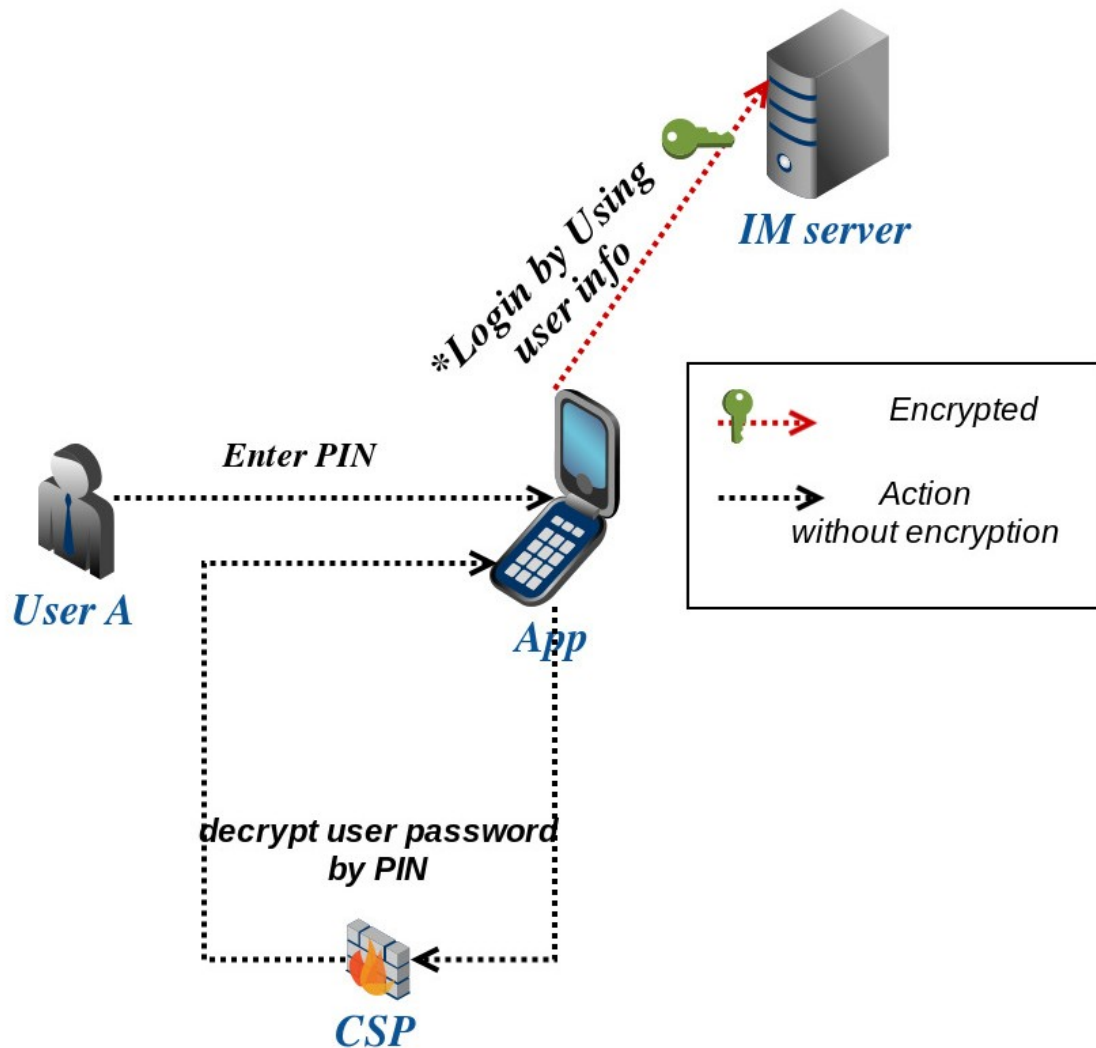 IM server
*Login by Using
user info
Encrypted
Action
without encryption
Enter PIN
User A
App
decrypt user password
by PIN
CSP